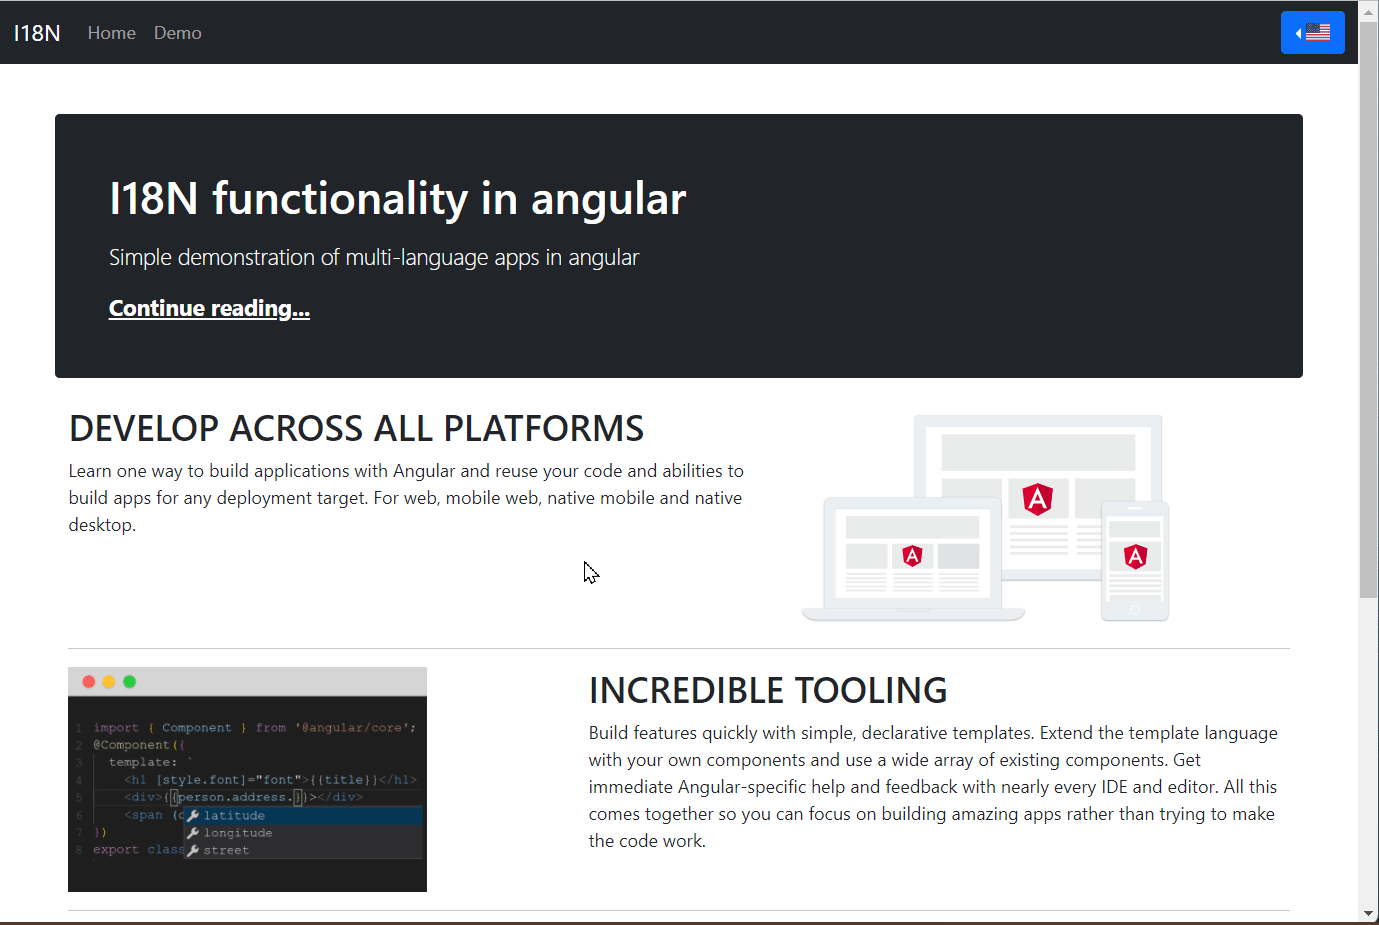 I18N Home Demo
I18N functionality in angular
Simple demonstration of multi-language apps in angular
Continue reading...
DEVELOP ACROSS ALL PLATFORMS
Learn one way to build applications with Angular and reuse your code and abilities to
build apps for any deployment target. For web, mobile web, native mobile and native
desktop.
A
A
A
1 import { Component } from '@angular/core';
2 @Component({
3 template: `
4 <h1 [style.font]="font">{{title}}</h1>
5 <div>{{person.address.}}></div>
6 <span (c
latitude
7 })
longitude
8 export class
street
INCREDIBLE TOOLING
Build features quickly with simple, declarative templates. Extend the template language
with your own components and use a wide array of existing components. Get
immediate Angular-specific help and feedback with nearly every IDE and editor. All this
comes together so you can focus on building amazing apps rather than trying to make
the code work.